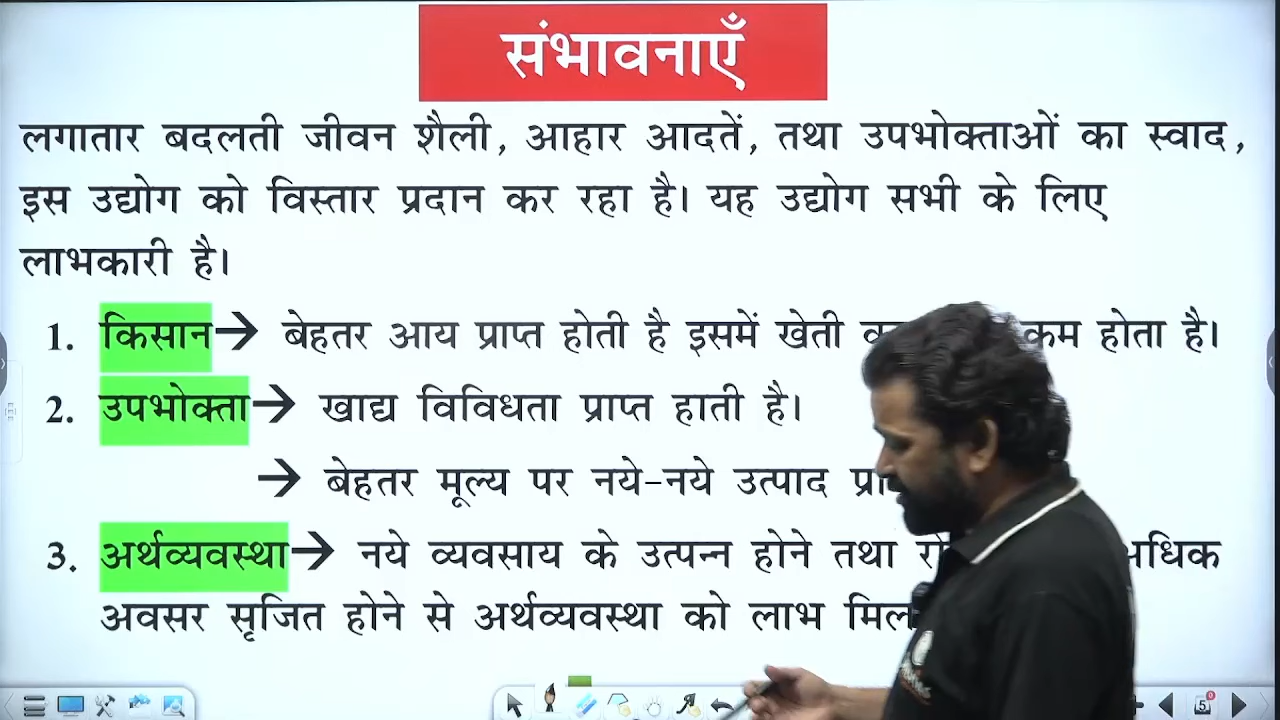 संभावनाएँ
लगातार बदलती जीवन शैली, आहार आदतें, तथा उपभोक्ताओं का स्वाद,
इस उद्योग को विस्तार प्रदान कर रहा है। यह उद्योग सभी के लिए
लाभकारी है।
1. किसान→ बेहतर आय प्राप्त होती है इसमें खेती कम होता है।
2. उपभोक्ता→ खाद्य विविधता प्राप्त हाती है।
→ बेहतर मूल्य पर नये-नये उत्पाद
3. अर्थव्यवस्था→ नये व्यवसाय के उत्पन्न होने तथा
अवसर सृजित होने से अर्थव्यवस्था को लाभ